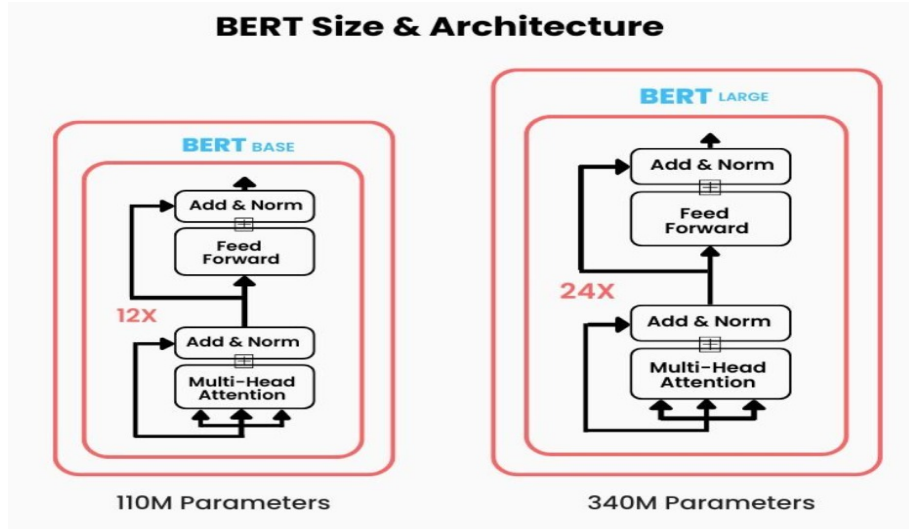 BERT Size & Architecture
BERT BASE
Add & Norm
Feed
Forward
12X
Add & Norm
Multi-Head
Attention
110M Parameters
BERT LARGE
Add & Norm
Feed
Forward
24X
Add & Norm
Multi-Head
Attention
340M Parameters